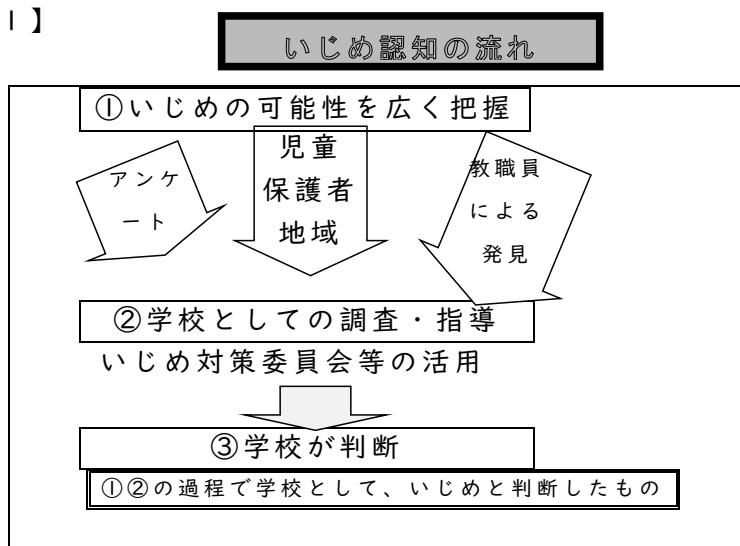 １】
いじめ認知の流れ
①いじめの可能性を広く把握
アンケ
ート
児童
保護者
地域
教職員
による
発見
②学校としての調査・指導
いじめ対策委員会等の活用
③学校が判断
①②の過程で学校として、いじめと判断したもの